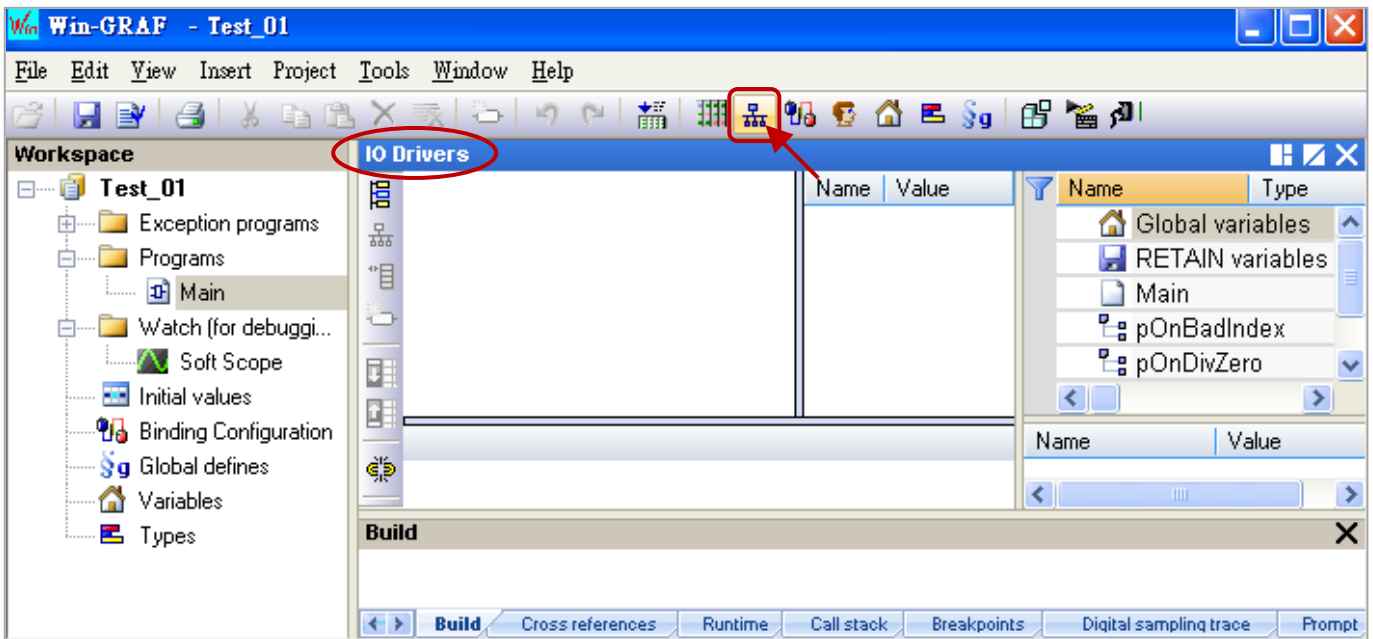 Win Win-GRAF - Test_01
File Edit View Insert Project Tools Window Help
§g
Workspace
IO Drivers
Test_01
Exception programs
Programs
Main
Watch (for debuggi...
Soft Scope
Initial values
Binding Configuration
§g Global defines
Variables
Types
Name Value
Name Type
Global variables
RETAIN variables
Main
pOnBadIndex
pOnDivZero
Name Value
Build
Build Cross references Runtime Call stack Breakpoints Digital sampling trace Prompt